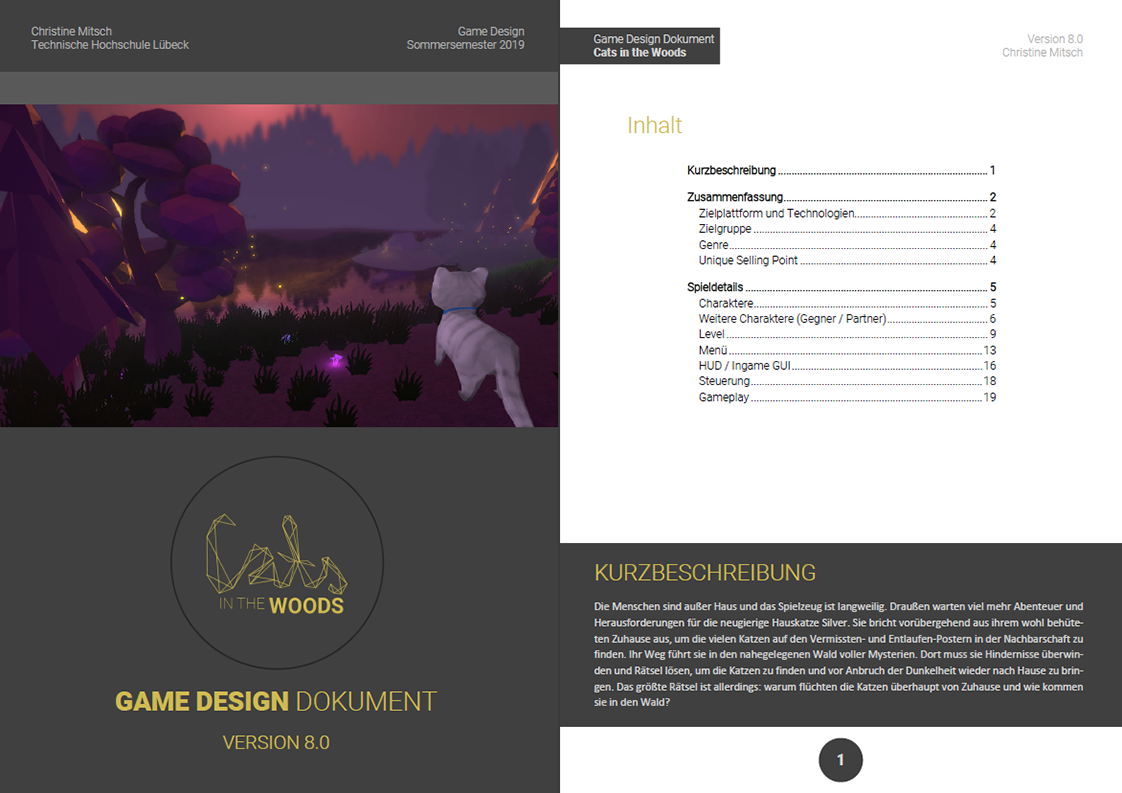 Christine Mitsch
Technische Hochschule Lübeck
Game Design
Sommersemester 2019
Cats
IN THE WOODS
GAME DESIGN DOKUMENT
VERSION 8.0
Game Design Dokument
Cats in the Woods
Version 8.0
Christine Mitsch
Inhalt
Kurzbeschreibung ........ 1
Zusammenfassung ........ 2
Zielplattform und Technologien ........ 2
Zielgruppe ........ 4
Genre ........ 4
Unique Selling Point ........ 4
Spieldetails ........ 5
Charaktere ........ 5
Weitere Charaktere (Gegner / Partner) ........ 6
Level ........ 9
Menü ........ 13
HUD / Ingame GUI ........ 16
Steuerung ........ 18
Gameplay ........ 19
KURZBESCHREIBUNG
Die Menschen sind außer Haus und das Spielzeug ist langweilig. Draußen warten viel mehr Abenteuer und
Herausforderungen für die neugierige Hauskatze Silver. Sie bricht vorübergehend aus ihrem wohl behüte-
ten Zuhause aus, um die vielen Katzen auf den Vermissten- und Entlaufen-Postern in der Nachbarschaft zu
finden. Ihr Weg führt sie in den nahegelegenen Wald voller Mysterien. Dort muss sie Hindernisse überwin-
den und Rätsel lösen, um die Katzen zu finden und vor Anbruch der Dunkelheit wieder nach Hause zu brin-
gen. Das größte Rätsel ist allerdings: warum flüchten die Katzen überhaupt von Zuhause und wie kommen
sie in den Wald?
1